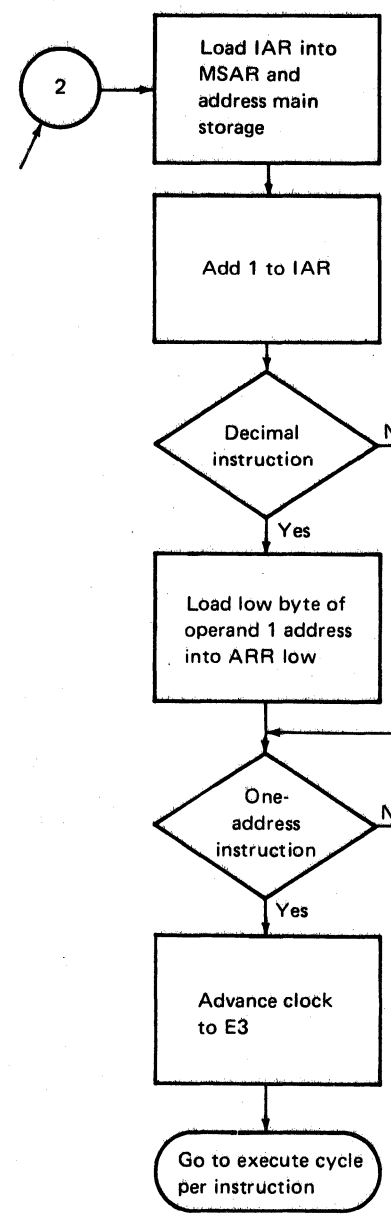 2
Load IAR into
MSAR and
address main
storage
Add 1 to IAR
Decimal
instruction
N
Yes
Load low byte of
operand 1 address
into ARR low
One-
address
instruction
N
Yes
Advance clock
to E3
Go to execute cycle
per instruction